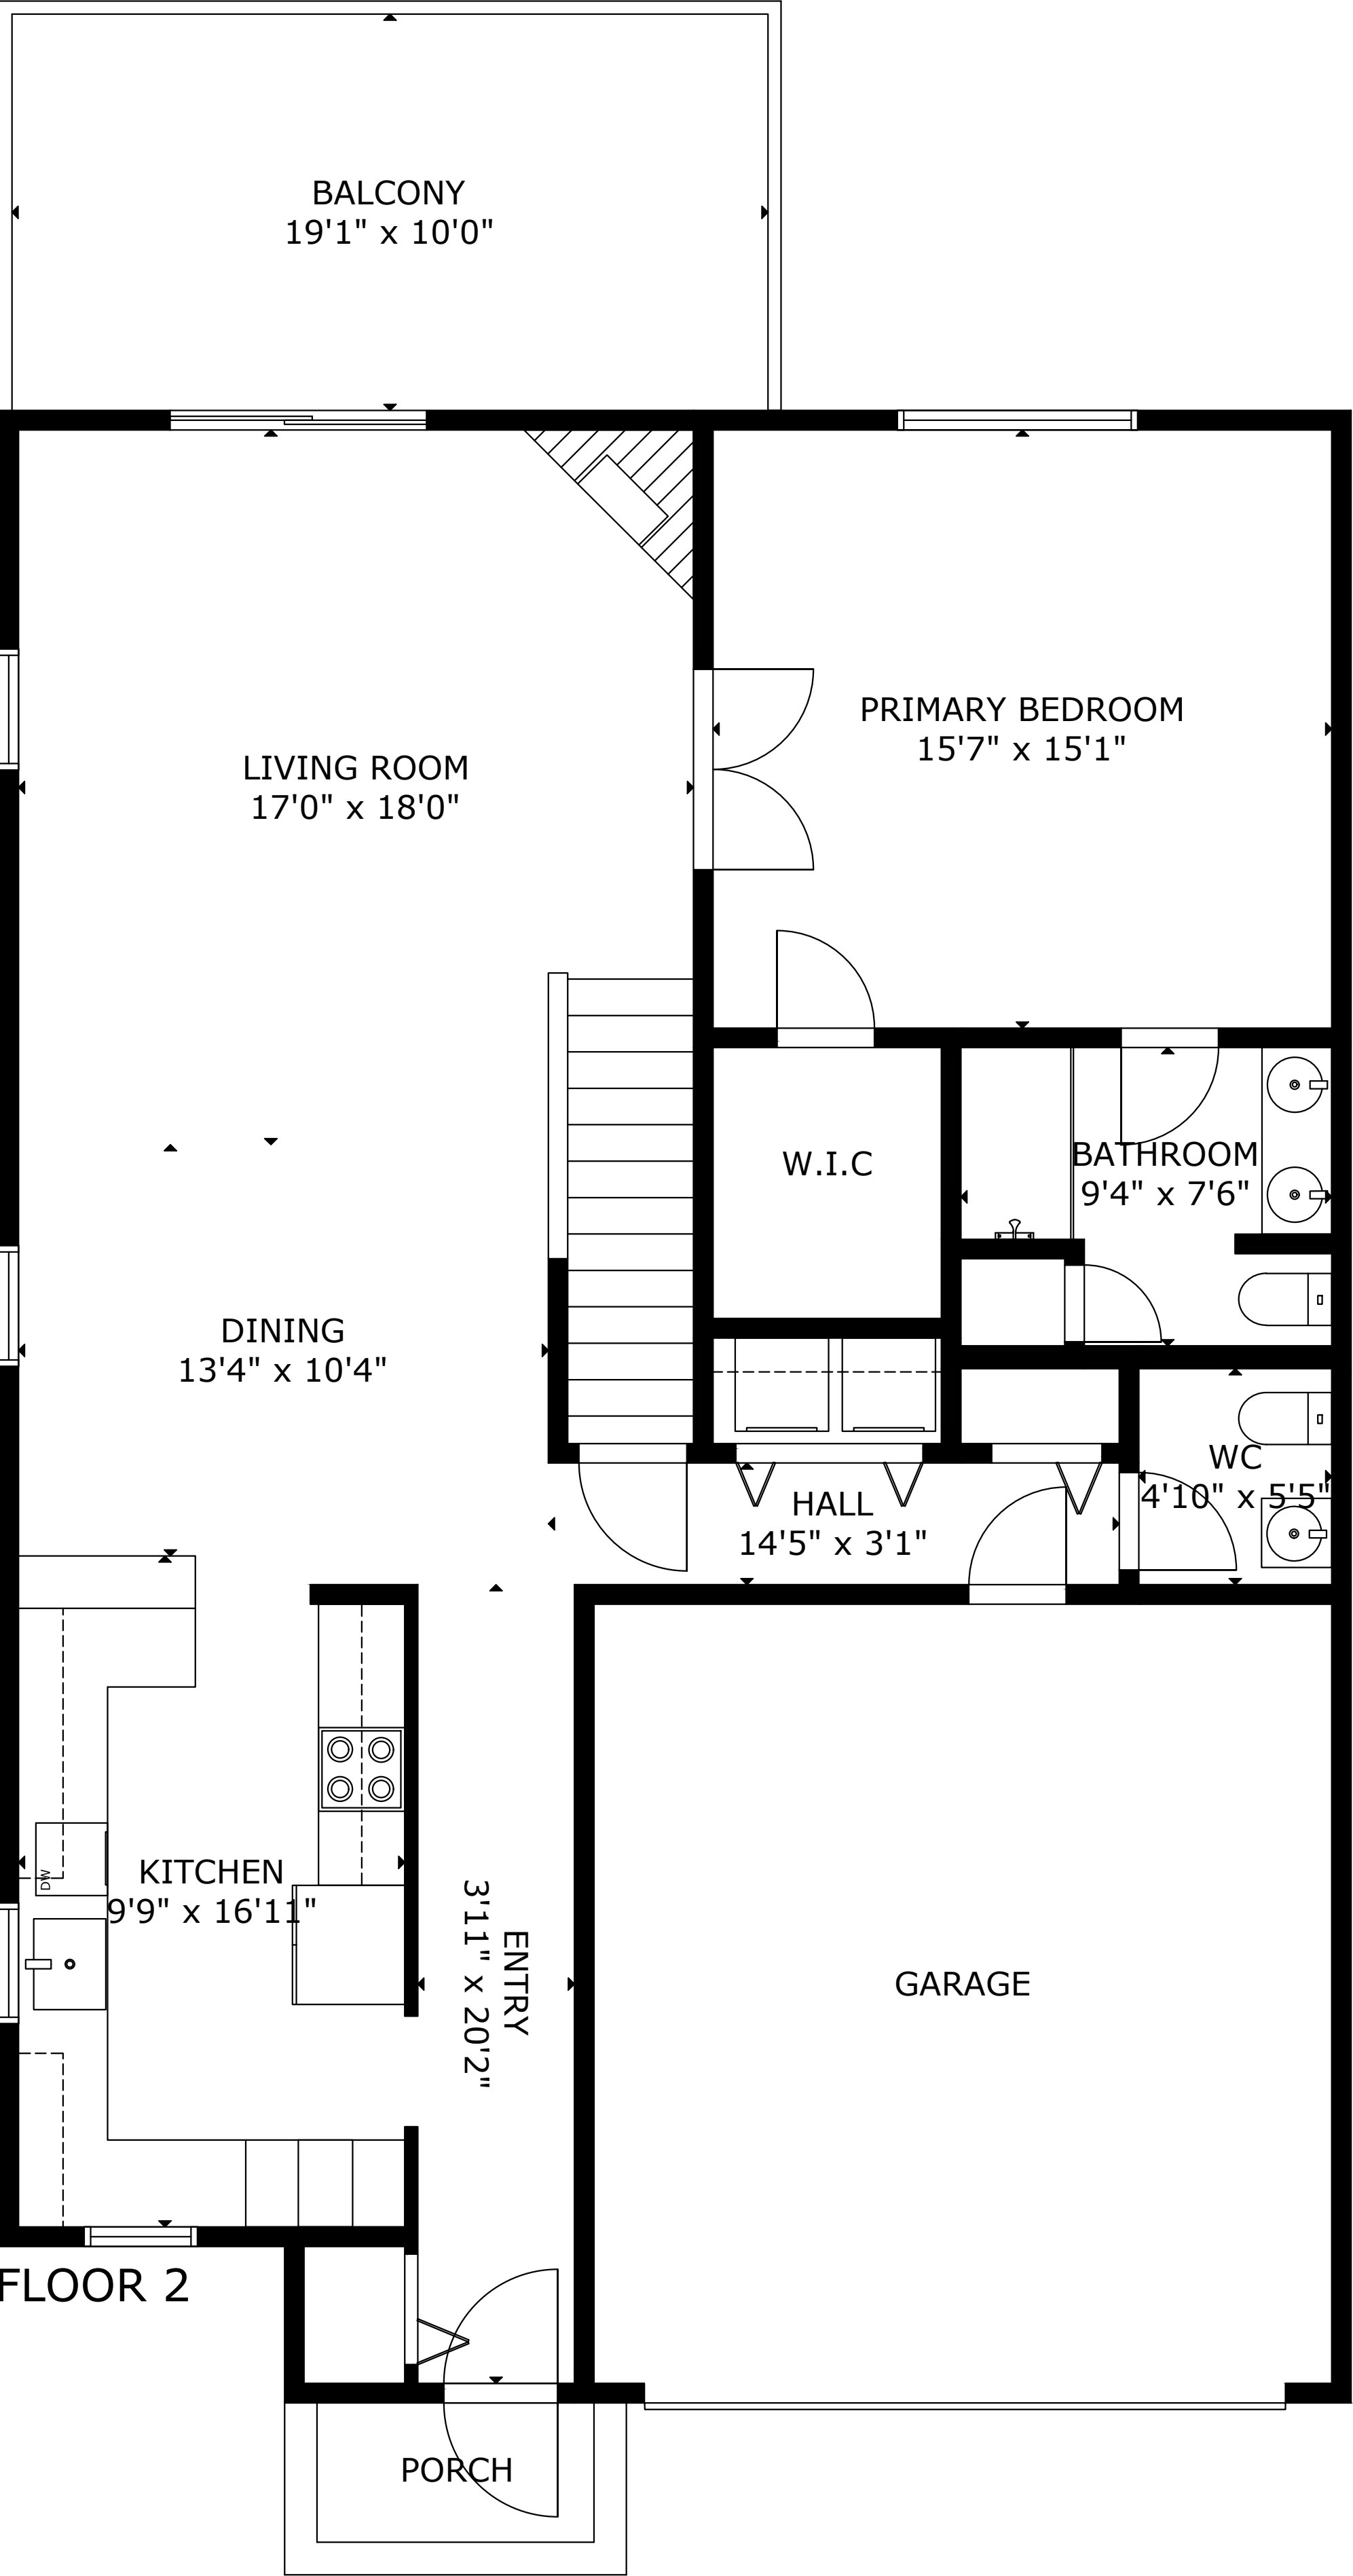 BALCONY
19'1" x 10'0"
PRIMARY BEDROOM
15'7" x 15'1"
LIVING ROOM
17'0" x 18'0"
W.I.C
BATHROOM
9'4" x 7'6"
DINING
13'4" x 10'4"
WC
4'10" x 5'5"
HALL
14'5" x 3'1"
KITCHEN
9'9" x 16'11"
DW
ENTRY
3'11" x 20'2"
GARAGE
FLOOR 2
PORCH